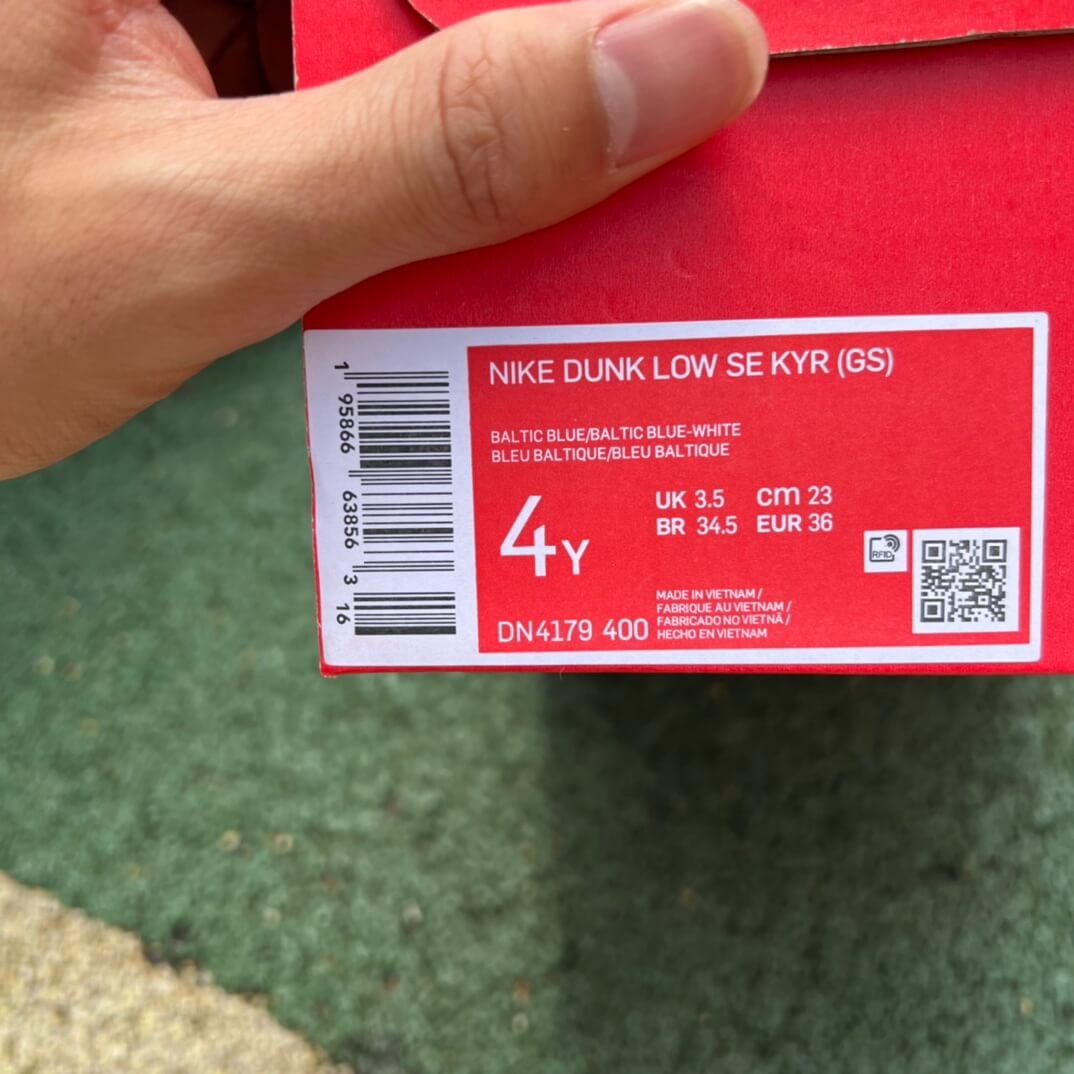 NIKE DUNK LOW SE KYR (GS)
BALTIC BLUE/BALTIC BLUE-WHITE
BLEU BALTIQUE/BLEU BALTIQUE
4Y
UK 3.5 cm 23
BR 34.5 EUR 36
RFID
MADE IN VIETNAM /
FABRIQUE AU VIETNAM /
FABRICADO NO VIETNÃ /
HECHO EN VIETNAM
DN4179 400
1 95866 63856 3 16